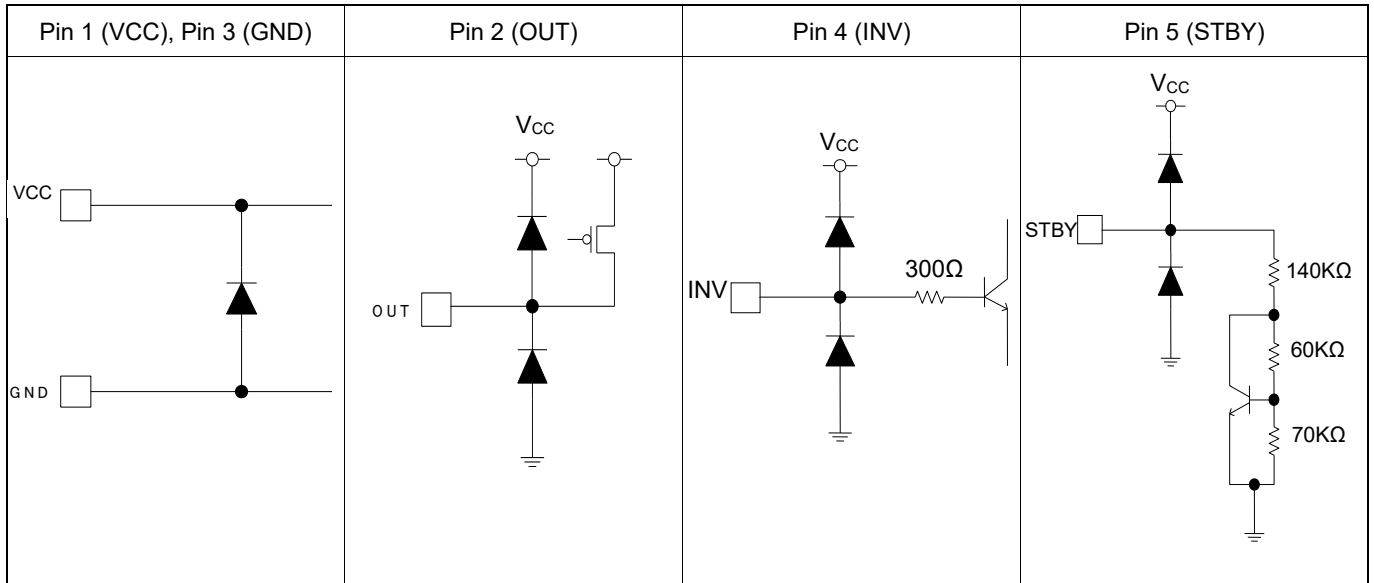 Pin 1 (VCC), Pin 3 (GND)
Pin 2 (OUT)
Pin 4 (INV)
Pin 5 (STBY)
VCC
GND
VCC
OUT
VCC
INV
300Ω
VCC
STBY
140KΩ
60KΩ
70KΩ